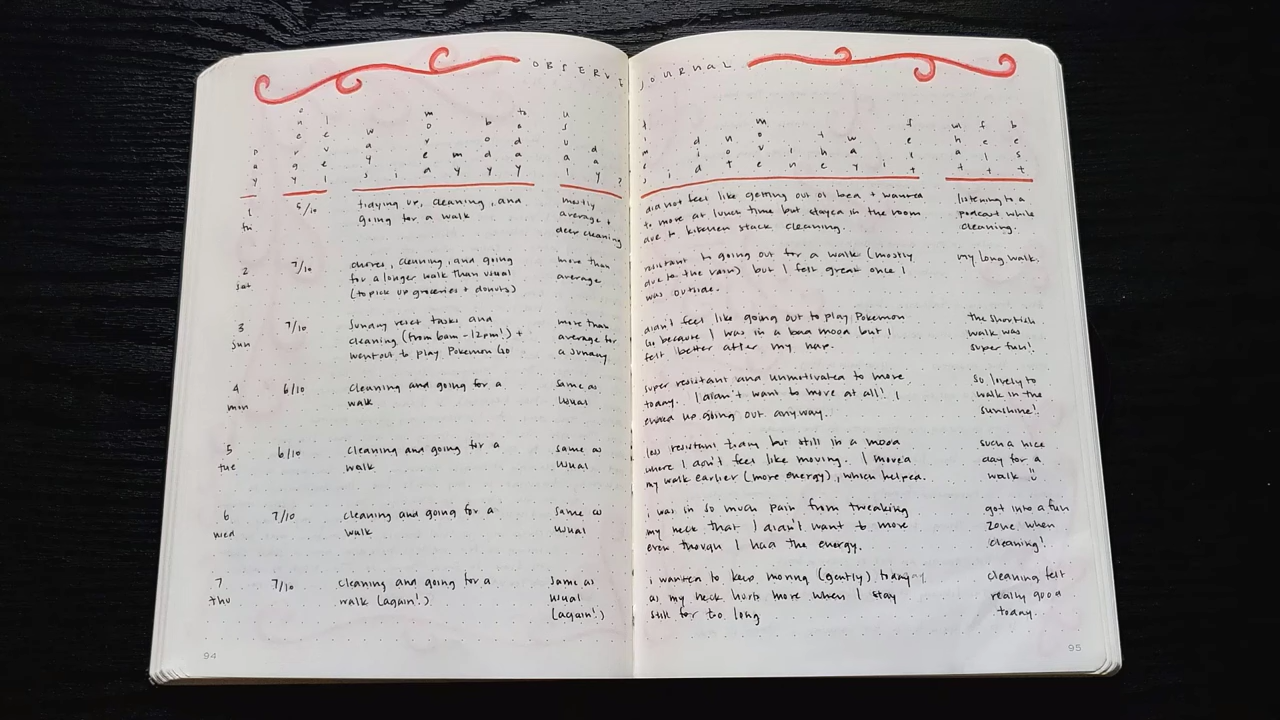 OBSERVE JOURNAL
day
energy level
ways i moved my body today
usual day
i did not move
what felt best
1
6/10
tidying up, cleaning, and
going for a walk
mostly
average +
deep cleaning
did not feel like getting out of bed + wanted
to move at lunch time but stayed in the room
due to kitchen stack cleaning
listening to a
podcast while
cleaning.
2
sat
7/10
chores, cleaning, and going
for a longer walk than usual
(to pick up groceries + donuts)
more than
average
resistant to going out for a walk (mostly
due to the rain) but I felt great once I
was outside.
my long walk.
3
sun
7/10
Sunday reset tasks and
cleaning (from 6am-12pm!) +
went out to play Pokemon Go
more than
average for
a Sunday
didn't feel like going out to play Pokemon
Go because I was in a bad mood but I
felt better after my nap.
the shortish
walk was
super fun!
4
mon
6/10
cleaning and going for a
walk
same as
usual
super resistant and unmotivated to move
today. I didn't want to move at all! I
ended up going out anyway.
so lovely to
walk in the
sunshine!
5
tue
6/10
cleaning and going for a
walk
same as
usual
less resistant today but still in a mood
where I don't feel like moving. I moved
my walk earlier (more energy), which helped.
such a nice
day for a
walk
6
wed
7/10
cleaning and going for a
walk
same as
usual
i was in so much pain from tweaking
my neck that I didn't want to move
even though I had the energy.
got into a fun
zone when
cleaning!
7
thu
7/10
cleaning and going for a
walk (again!)
same as
usual
(again!)
i wanted to keep moving (gently) today
as my neck hurts more when I stay
still for to long
cleaning felt
really good
today.
94
95